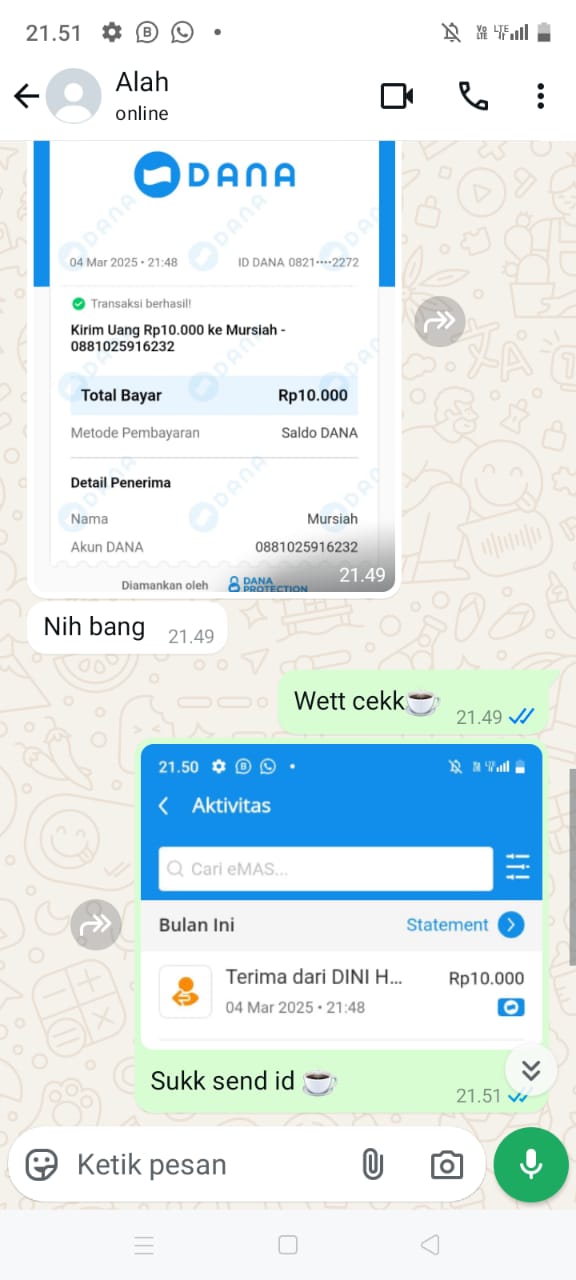 21.51
Alah
online
DANA
04 Mar 2025 • 21:48 ID DANA 0821····2272
Transaksi berhasil!
Kirim Uang Rp10.000 ke Mursiah -
0881025916232
Total Bayar Rp10.000
Metode Pembayaran Saldo DANA
Detail Penerima
Nama Mursiah
Akun DANA 0881025916232
Diamankan oleh DANA PROTECTION
21.49
Nih bang 21.49
Wett cekk☕ 21.49
21.50
Aktivitas
Cari eMAS...
Bulan Ini Statement
Terima dari DINI H... Rp10.000
04 Mar 2025 • 21:48
Sukk send id ☕ 21.51
Ketik pesan